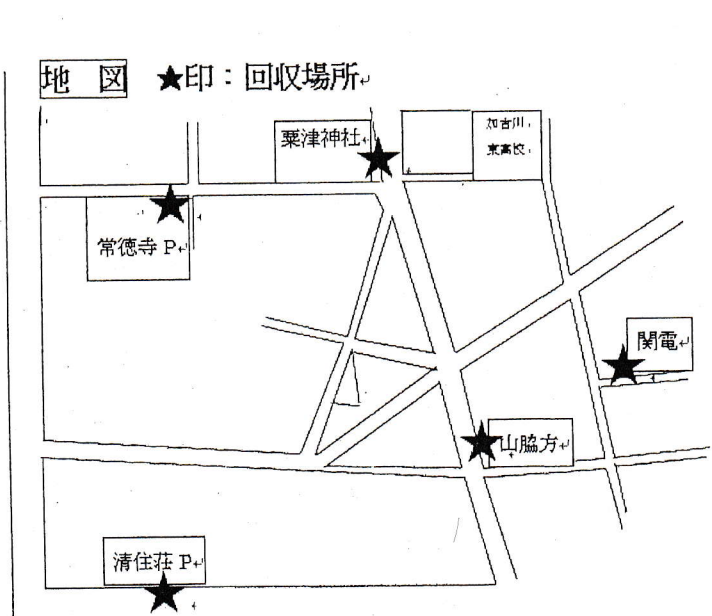 地 図 ★印：回収場所
粟津神社
加古川
東高校
常徳寺 P
関電
山脇方
清住荘 P